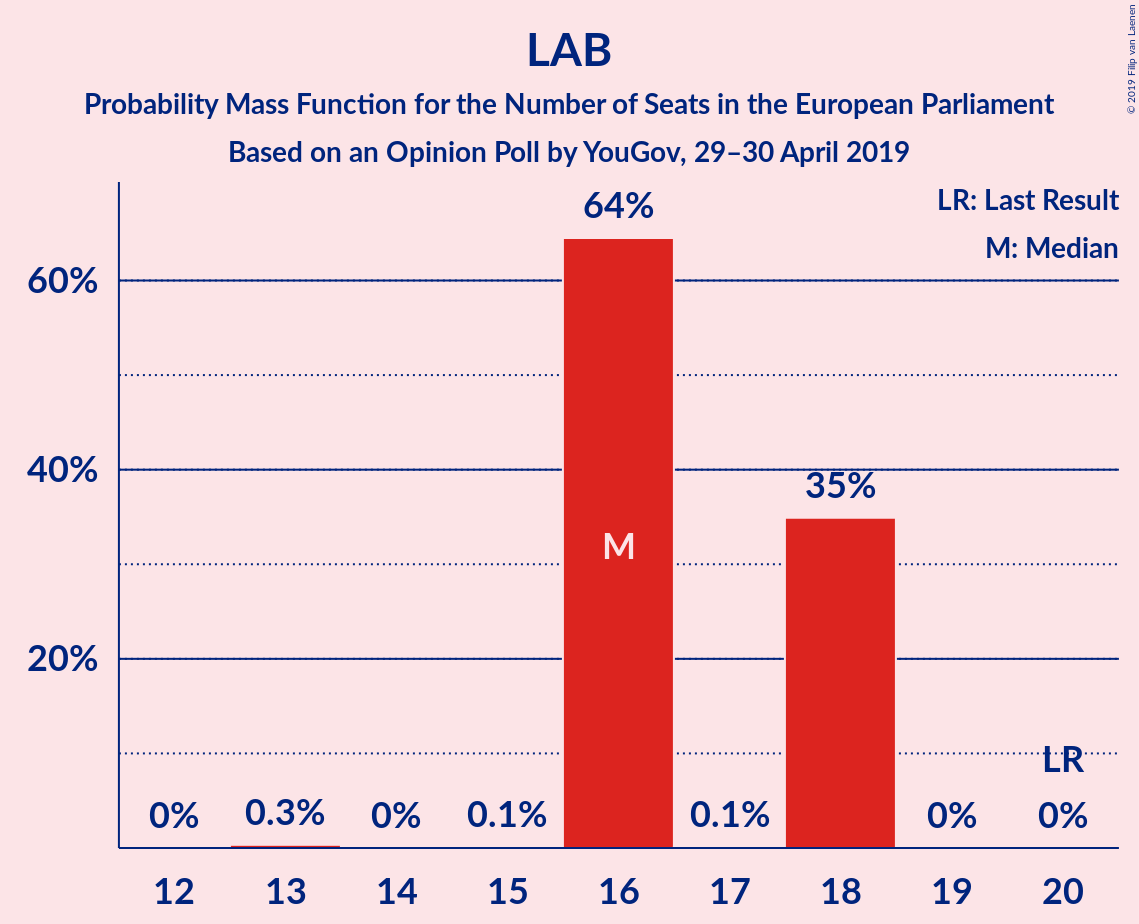 © 2019 Filip van Laenen
LAB
Probability Mass Function for the Number of Seats in the European Parliament
Based on an Opinion Poll by YouGov, 29–30 April 2019
LR: Last Result
M: Median
64%
60%
40%
35%
M
20%
LR
0% 0.3% 0% 0.1% 0.1% 0% 0%
12 13 14 15 16 17 18 19 20